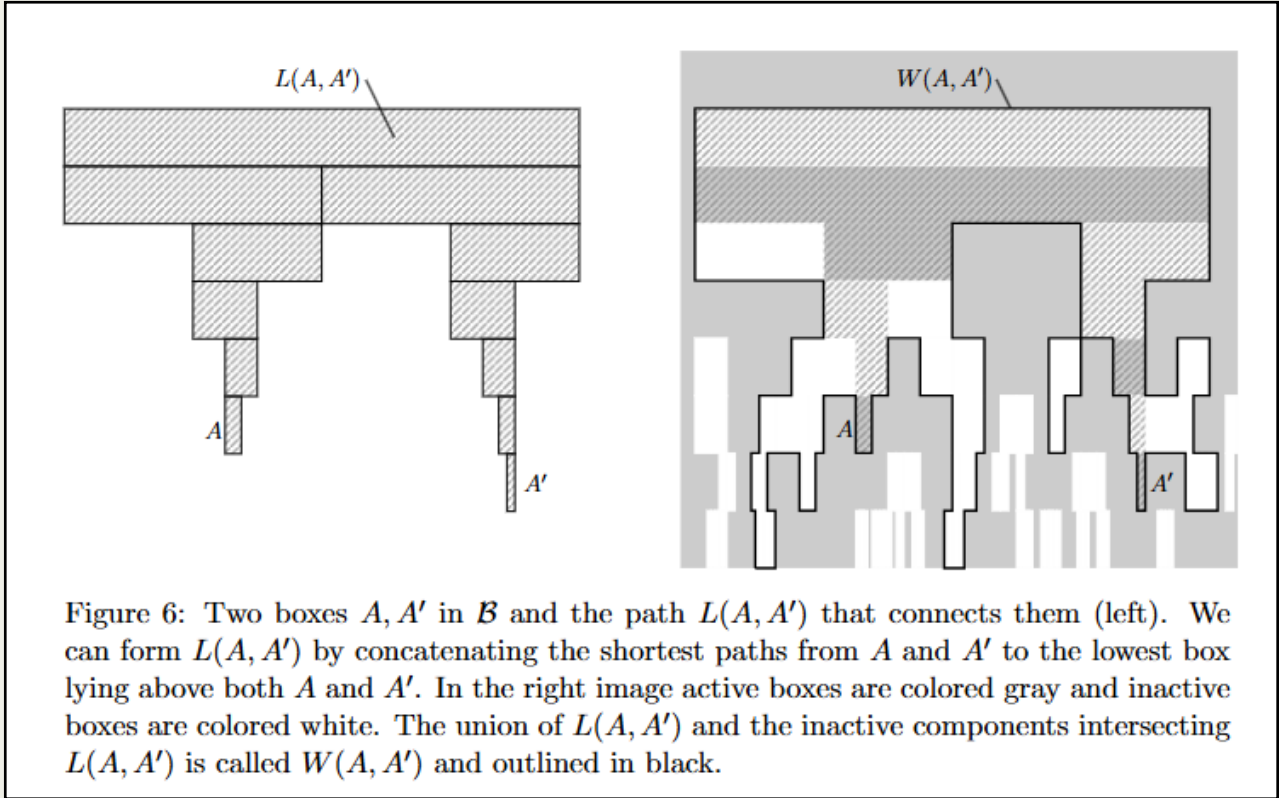 L(A, A′)
W(A, A′)
A
A′
A
A′
Figure 6: Two boxes A, A′ in 𝓑 and the path L(A, A′) that connects them (left). We
can form L(A, A′) by concatenating the shortest paths from A and A′ to the lowest box
lying above both A and A′. In the right image active boxes are colored gray and inactive
boxes are colored white. The union of L(A, A′) and the inactive components intersecting
L(A, A′) is called W(A, A′) and outlined in black.